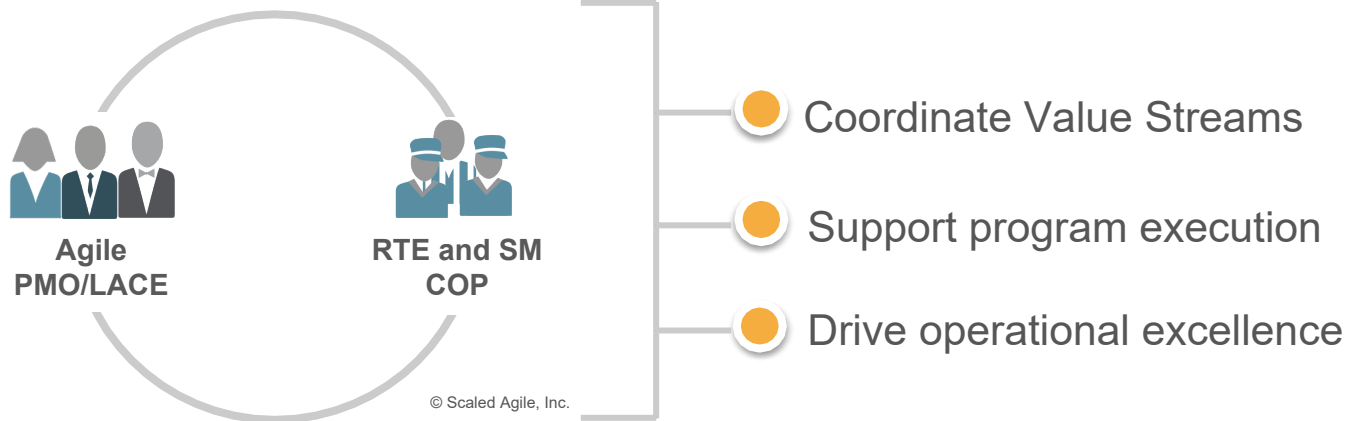 Agile
PMO/LACE
RTE and SM
COP
© Scaled Agile, Inc.
Coordinate Value Streams
Support program execution
Drive operational excellence